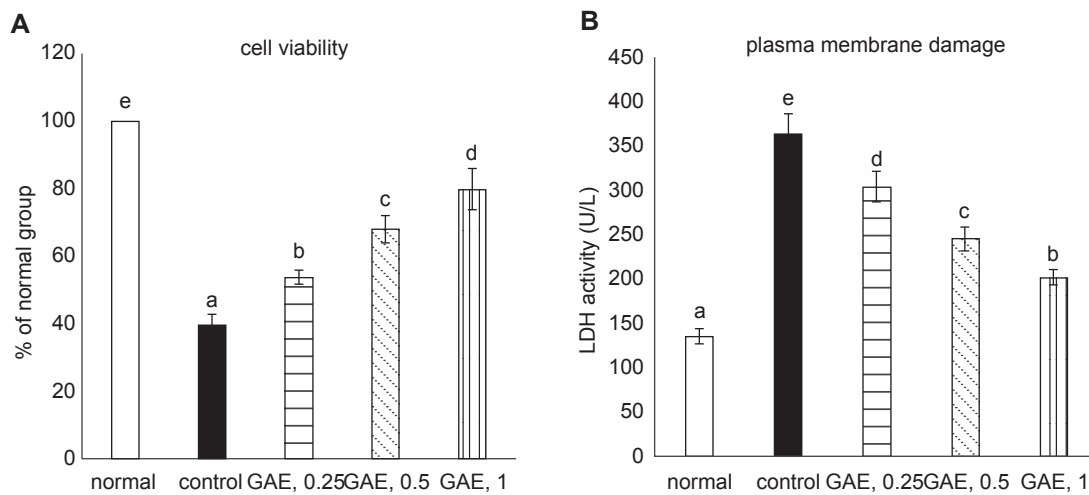 A
cell viability
% of normal group
120
100
80
60
40
20
0
e
a
b
c
d
normal control GAE, 0.25 GAE, 0.5 GAE, 1
B
plasma membrane damage
LDH activity (U/L)
450
400
350
300
250
200
150
100
50
0
a
e
d
c
b
normal control GAE, 0.25 GAE, 0.5 GAE, 1